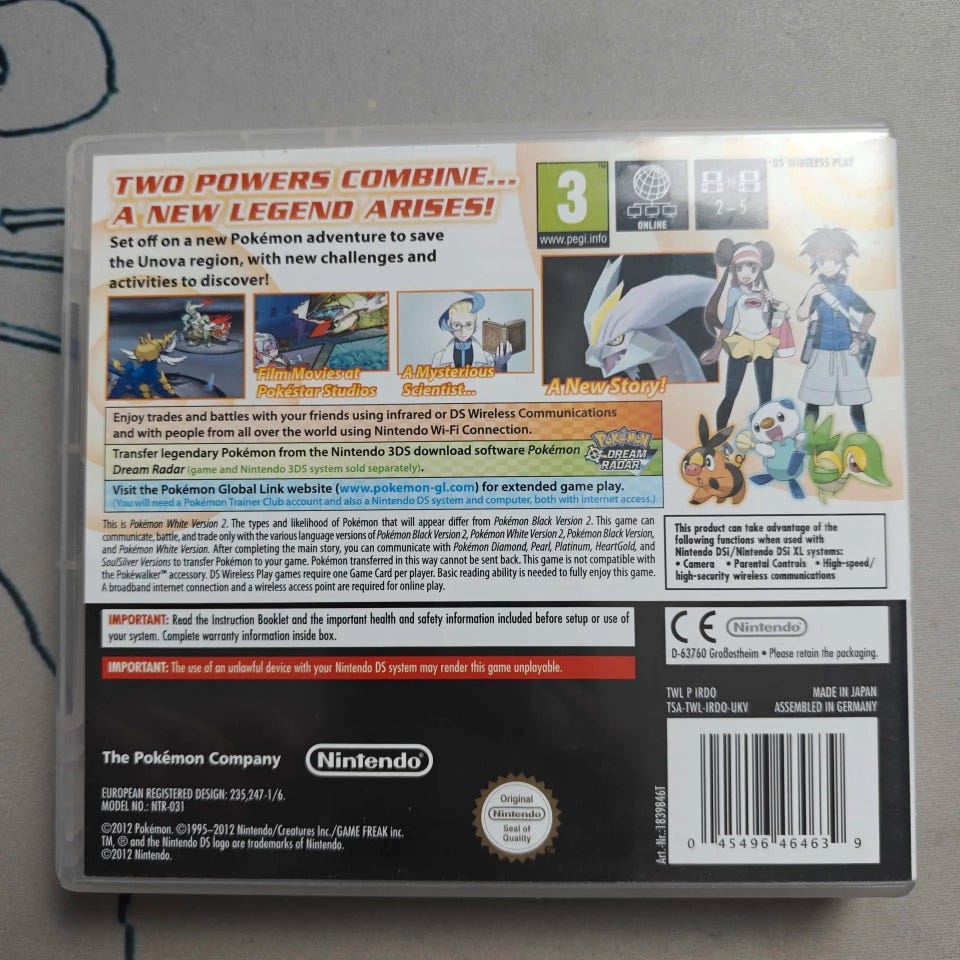 TWO POWERS COMBINE...
A NEW LEGEND ARISES!
Set off on a new Pokémon adventure to save
the Unova region, with new challenges and
activities to discover!
3
™
www.pegi.info
ONLINE
2–5
DS WIRELESS PLAY
Film Movies at
Pokéstar Studios
A Mysterious
Scientist...
A New Story!
Enjoy trades and battles with your friends using infrared or DS Wireless Communications
and with people from all over the world using Nintendo Wi-Fi Connection.
Transfer legendary Pokémon from the Nintendo 3DS download software Pokémon
Dream Radar (game and Nintendo 3DS system sold separately).
POKéMON
DREAM
RADAR
Visit the Pokémon Global Link website (www.pokemon-gl.com) for extended game play.
(You will need a Pokémon Trainer Club account and also a Nintendo DS system and computer, both with internet access.)
This is Pokémon White Version 2. The types and likelihood of Pokémon that will appear differ from Pokémon Black Version 2. This game can
communicate, battle, and trade only with the various language versions of Pokémon Black Version 2, Pokémon White Version 2, Pokémon Black Version,
and Pokémon White Version. After completing the main story, you can communicate with Pokémon Diamond, Pearl, Platinum, HeartGold, and
SoulSilver Versions to transfer Pokémon to your game. Pokémon transferred in this way cannot be sent back. This game is not compatible with
the Pokéwalker™ accessory. DS Wireless Play games require one Game Card per player. Basic reading ability is needed to fully enjoy this game.
A broadband internet connection and a wireless access point are required for online play.
This product can take advantage of the
following functions when used with
Nintendo DSi/Nintendo DSi XL systems:
• Camera • Parental Controls • High-speed/
high-security wireless communications
IMPORTANT: Read the Instruction Booklet and the important health and safety information included before setup or use of
your system. Complete warranty information inside box.
IMPORTANT: The use of an unlawful device with your Nintendo DS system may render this game unplayable.
CE Nintendo®
D-63760 Großostheim • Please retain the packaging.
TWL P IRDO MADE IN JAPAN
TSA-TWL-IRDO-UKV ASSEMBLED IN GERMANY
The Pokémon Company Nintendo®
EUROPEAN REGISTERED DESIGN: 235,247-1/6.
MODEL NO.: NTR-031
©2012 Pokémon. ©1995–2012 Nintendo/Creatures Inc./GAME FREAK inc.
TM, ® and the Nintendo DS logo are trademarks of Nintendo.
©2012 Nintendo.
Original
Nintendo
Seal of
Quality
™
Art.-Nr.:1839846T
0 45496 46463 9